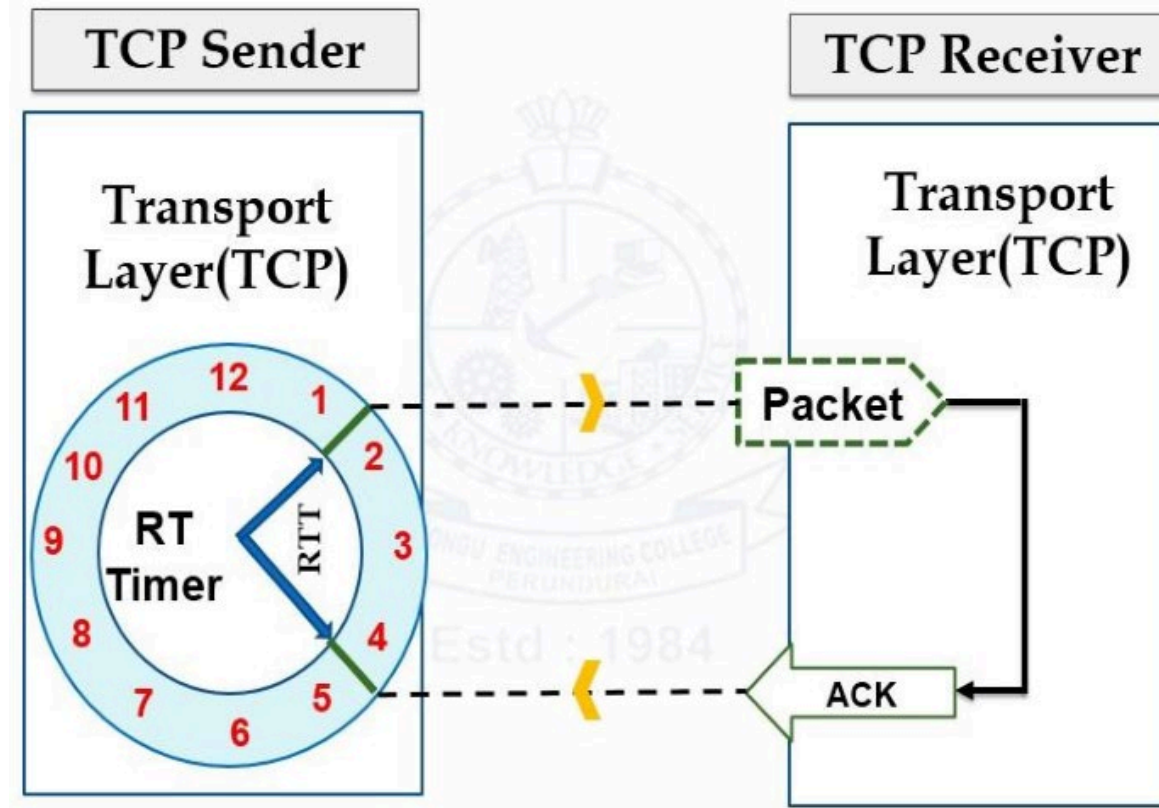 TCP Sender
TCP Receiver
Transport
Layer(TCP)
Transport
Layer(TCP)
12
1
2
3
4
5
6
7
8
9
10
11
RT
Timer
RTT
Packet
ACK
KNOWLEDGE
ENGINEERING COLLEGE
PERUNDURAI
Estd : 1984